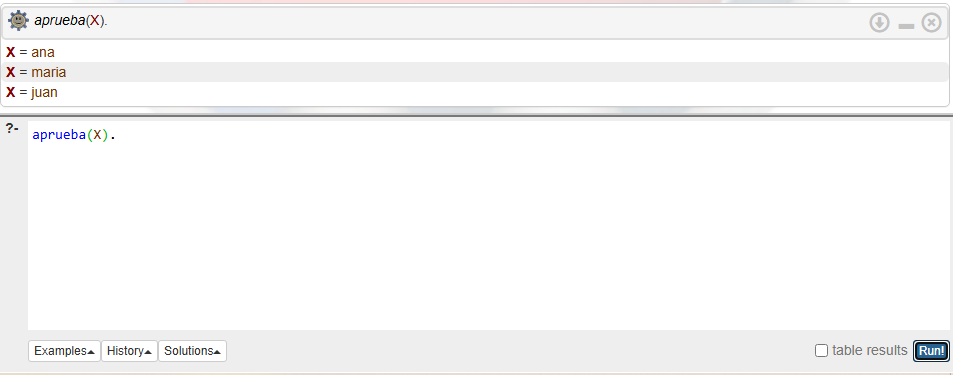 aprueba(X).
X = ana
X = maria
X = juan
?- aprueba(X).
Examples History Solutions table results Run!